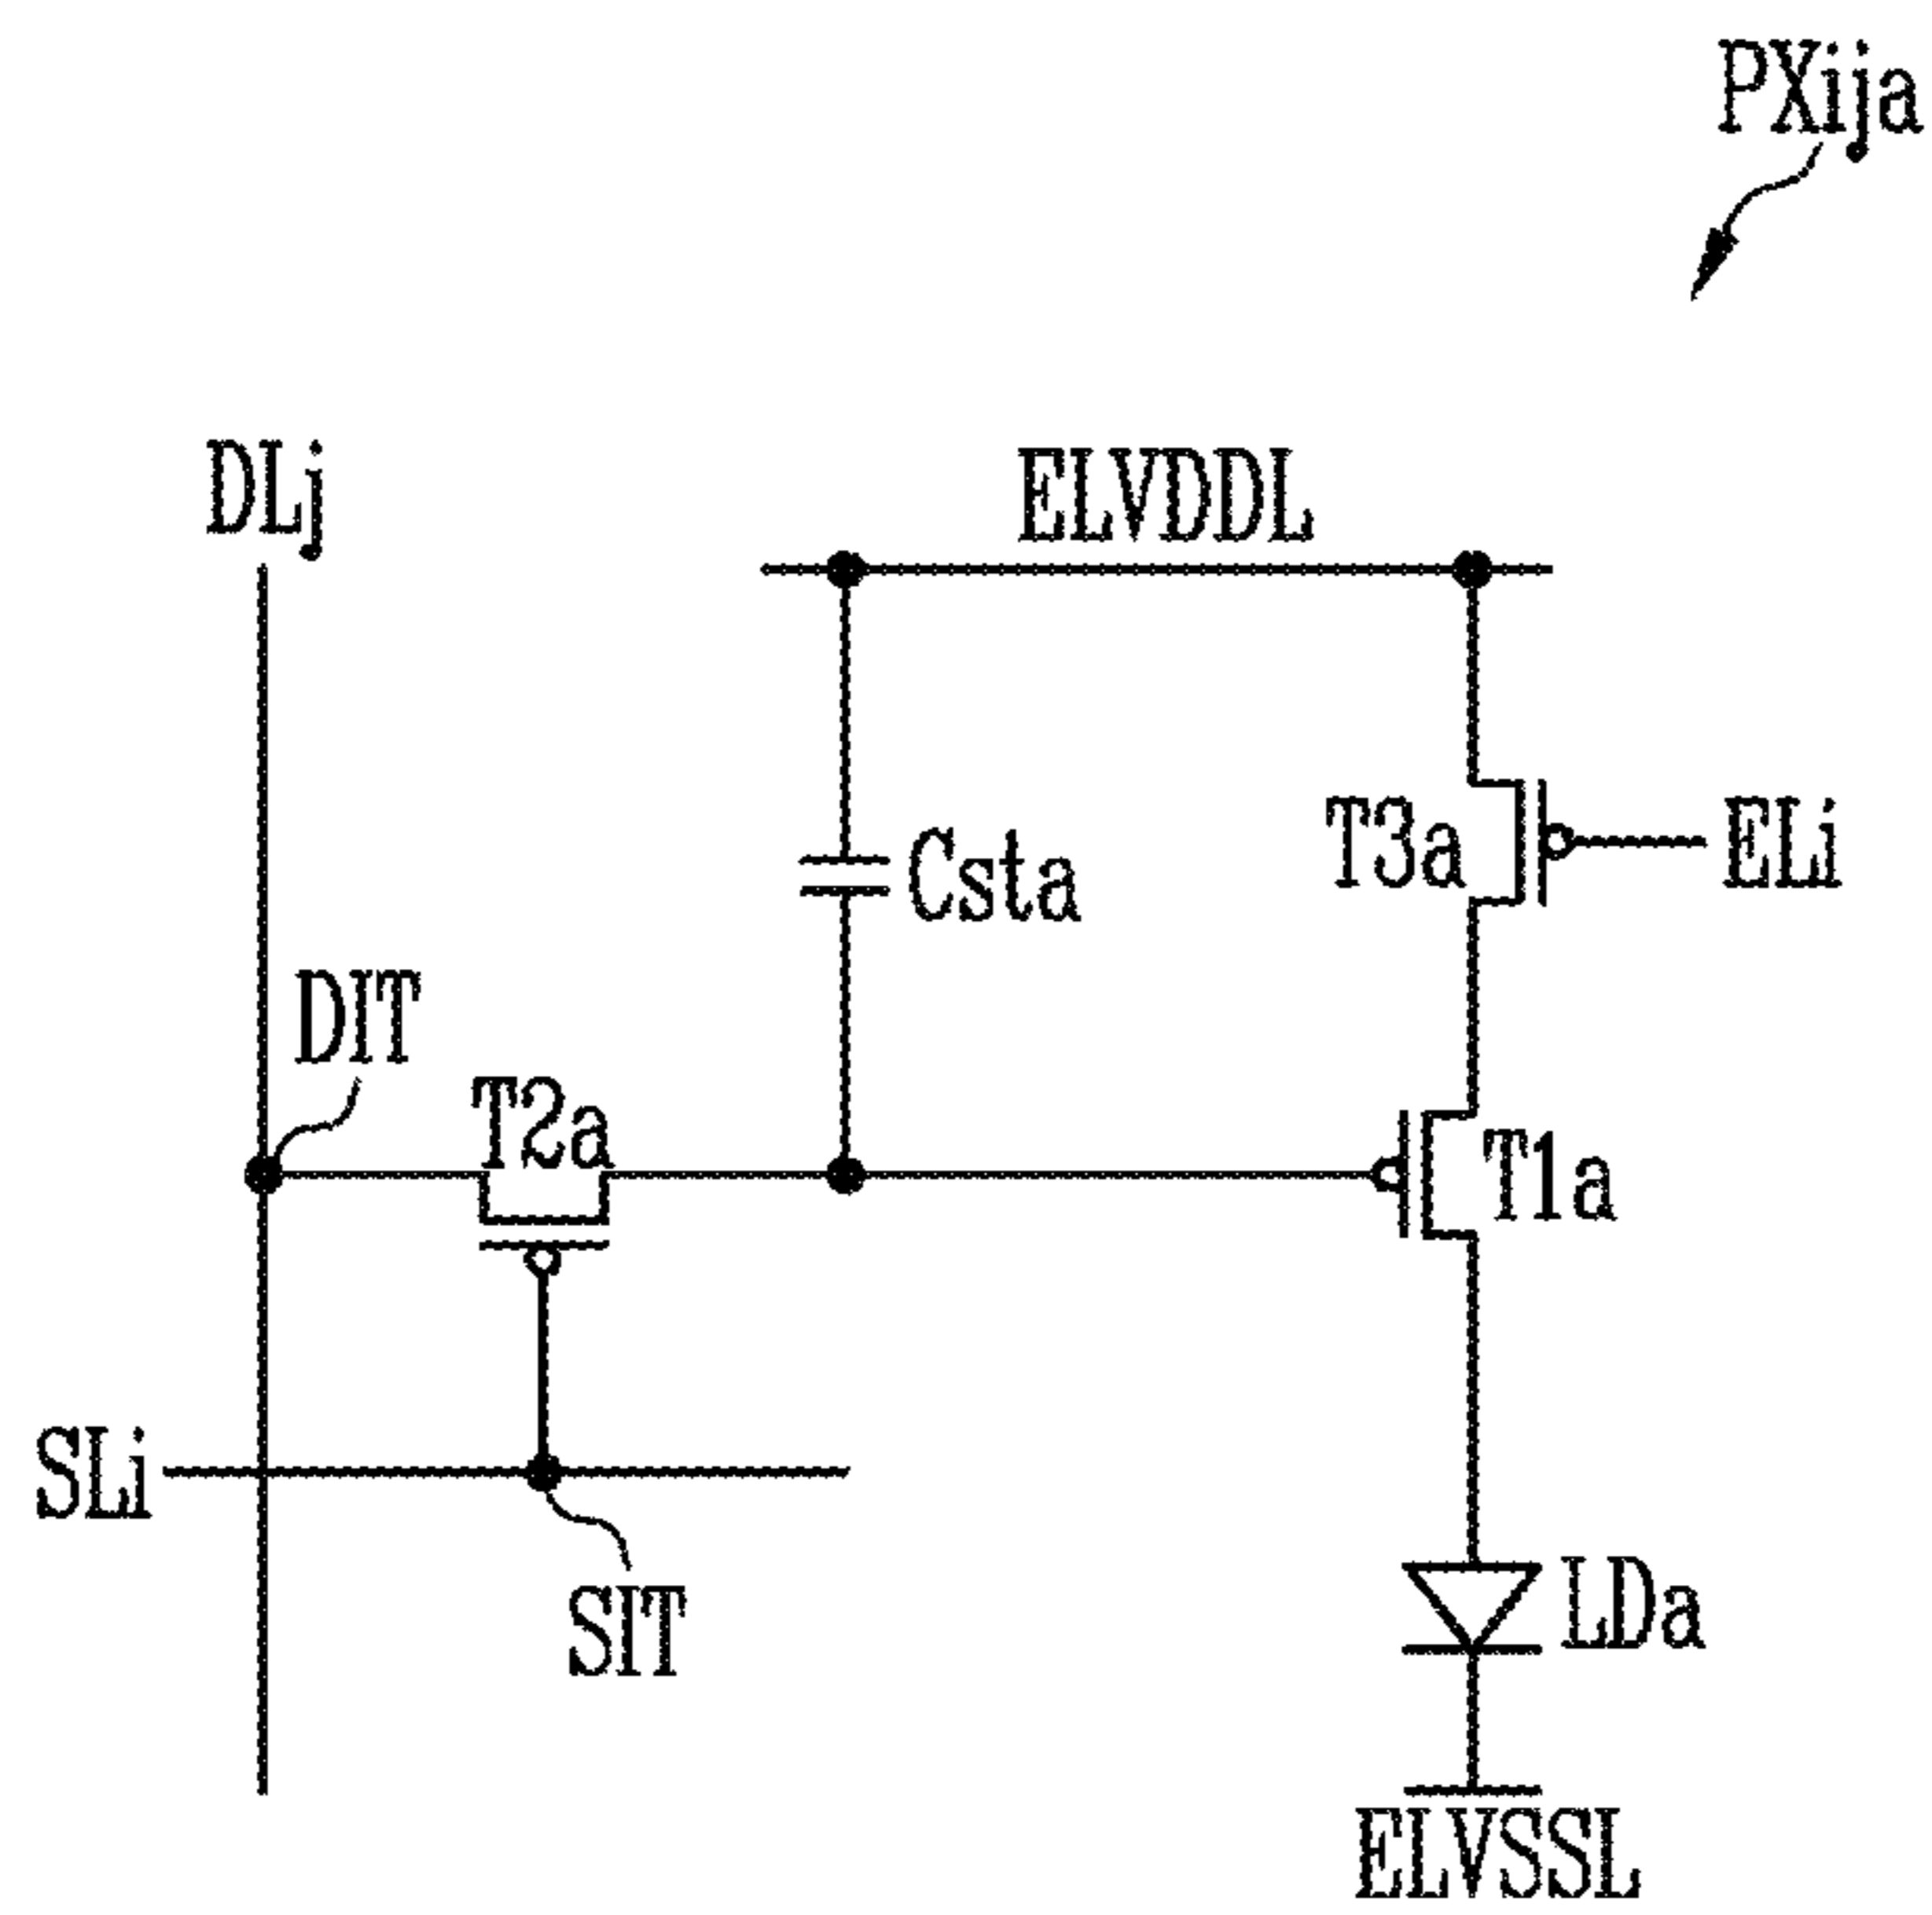 PXija
DLj
ELVDDL
T3a
ELi
Csta
DIT
T2a
T1a
SLi
SIT
LDa
ELVSSL